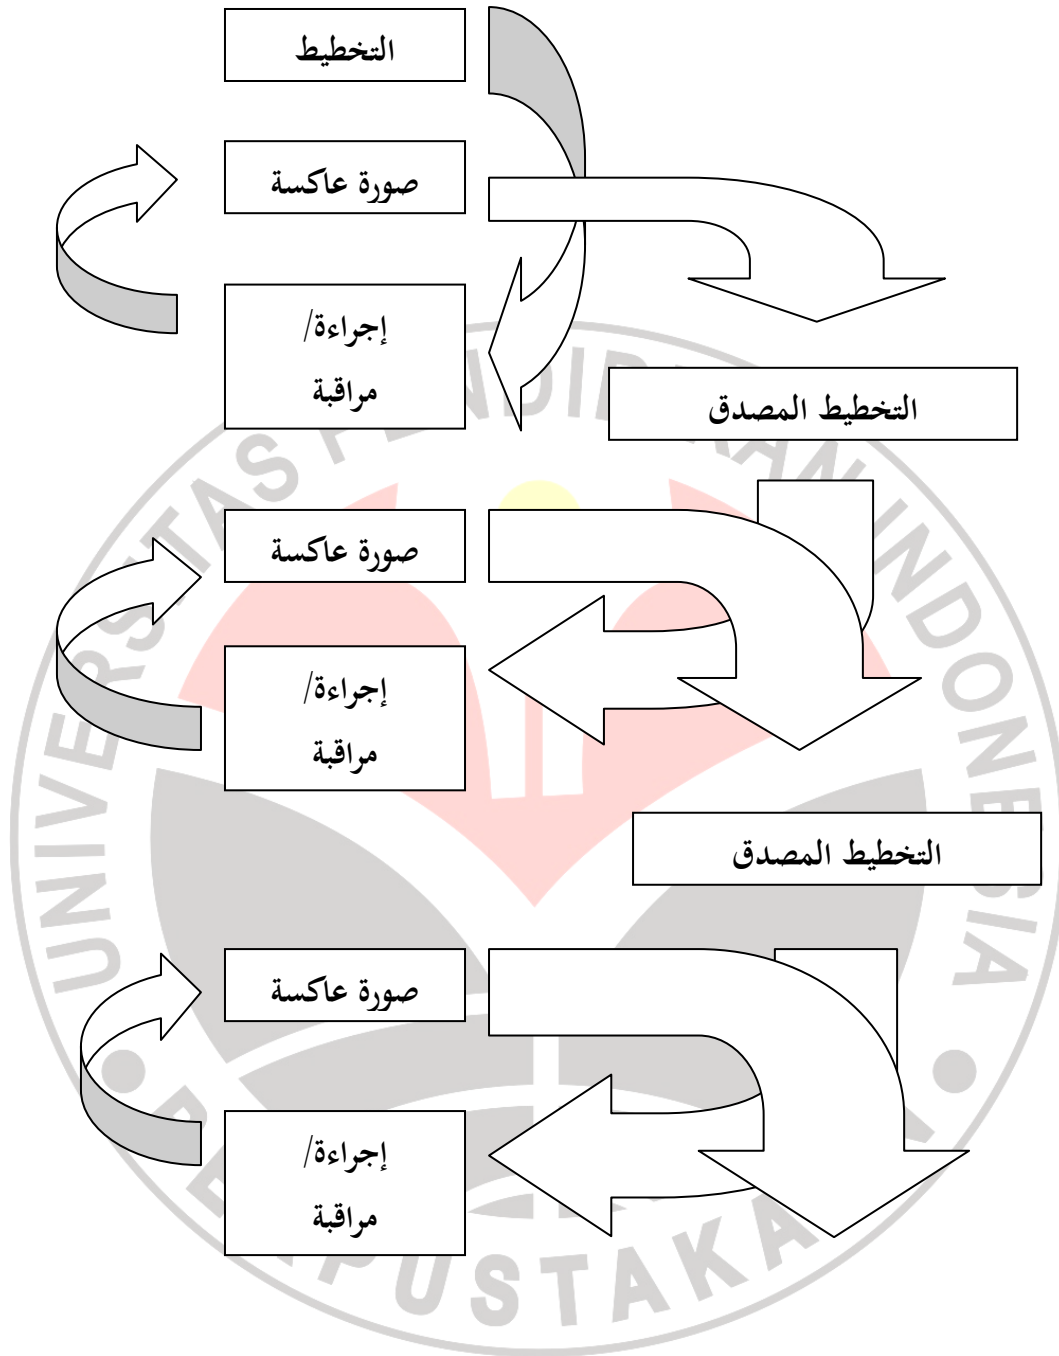 التخطيط
صورة عاكسة
إجراءة/
مراقبة
التخطيط المصدق
صورة عاكسة
إجراءة/
مراقبة
التخطيط المصدق
صورة عاكسة
إجراءة/
مراقبة
UNIVERSITAS PENDIDIKAN INDONESIA
PERPUSTAKAAN